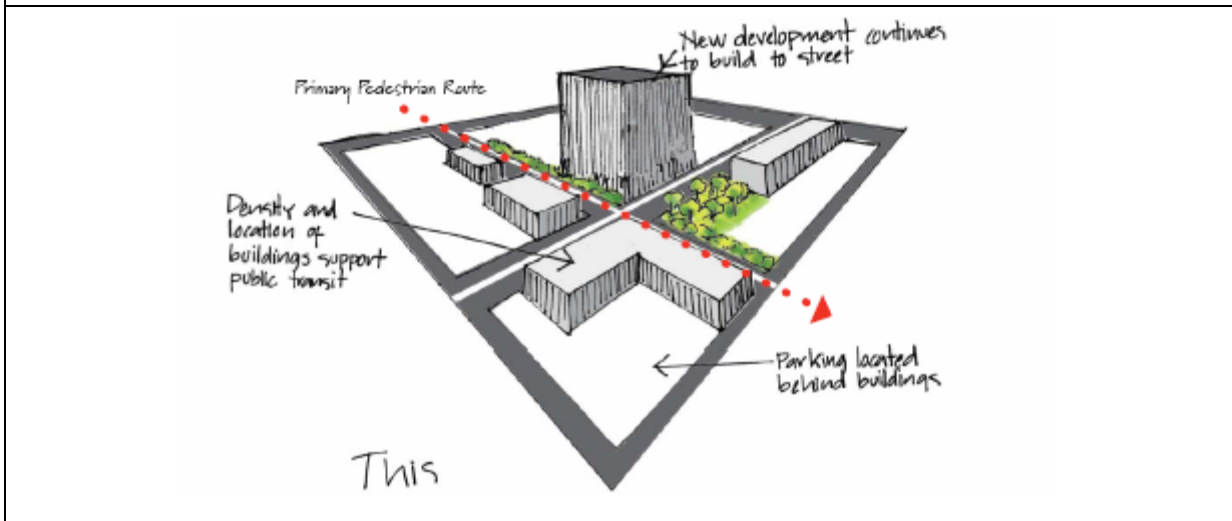 New development continues
to build to street
Primary Pedestrian Route
Density and
location of
buildings support
public transit
Parking located
behind buildings
This